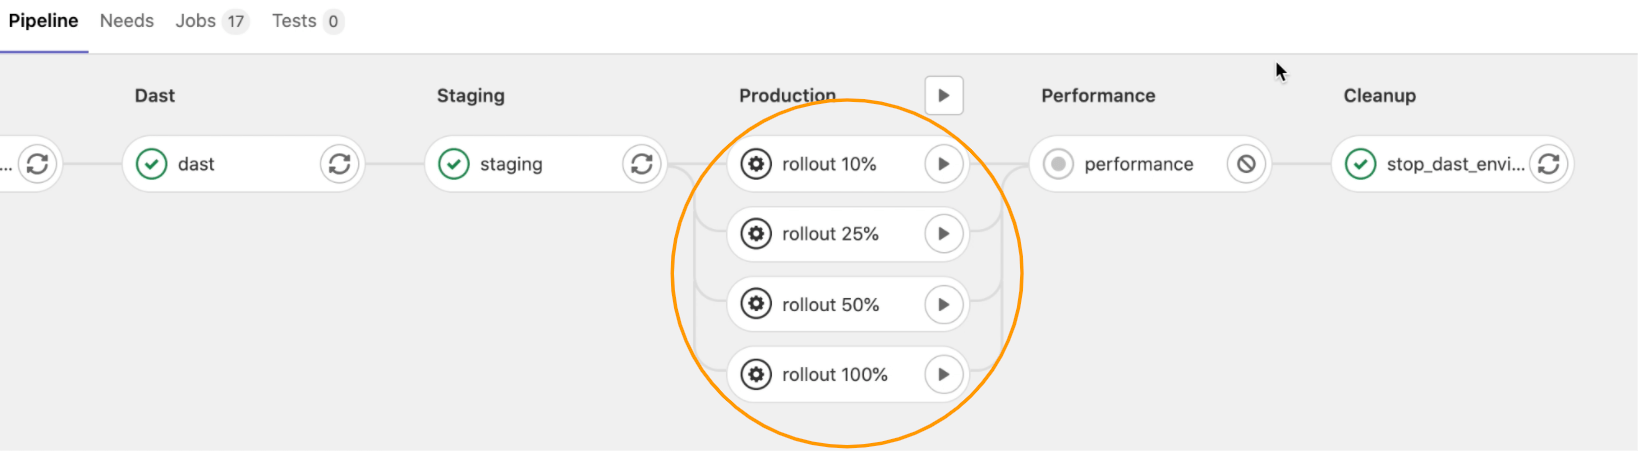 Pipeline Needs Jobs 17 Tests 0
Dast Staging Production Performance Cleanup
... dast staging rollout 10% performance stop_dast_envi...
rollout 25%
rollout 50%
rollout 100%